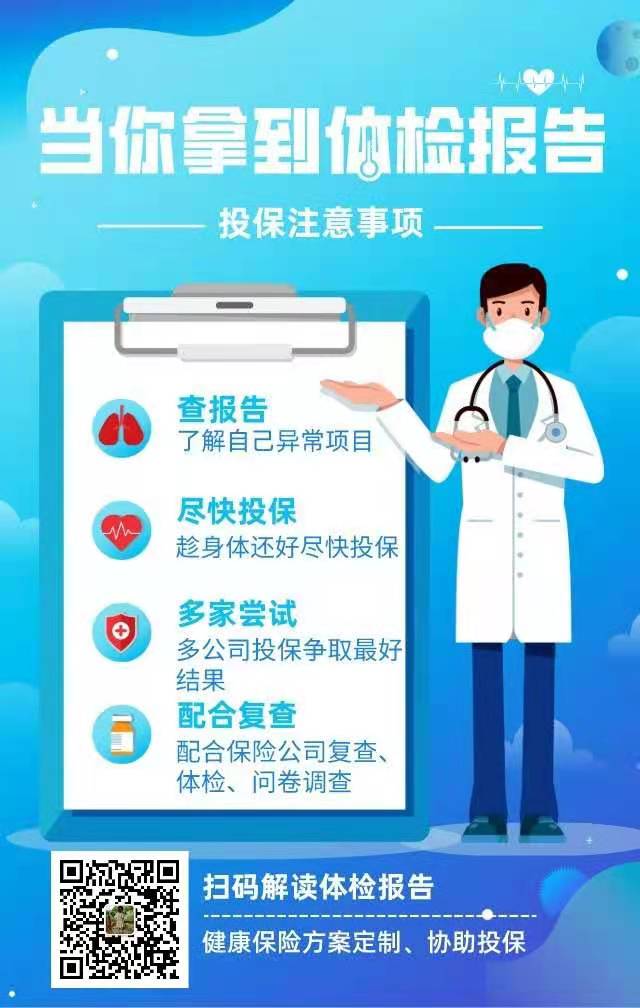 当你拿到体检报告
投保注意事项
查报告
了解自己异常项目
尽快投保
趁身体还好尽快投保
多家尝试
多公司投保争取最好
结果
配合复查
配合保险公司复查、
体检、问卷调查
扫码解读体检报告
健康保险方案定制、协助投保